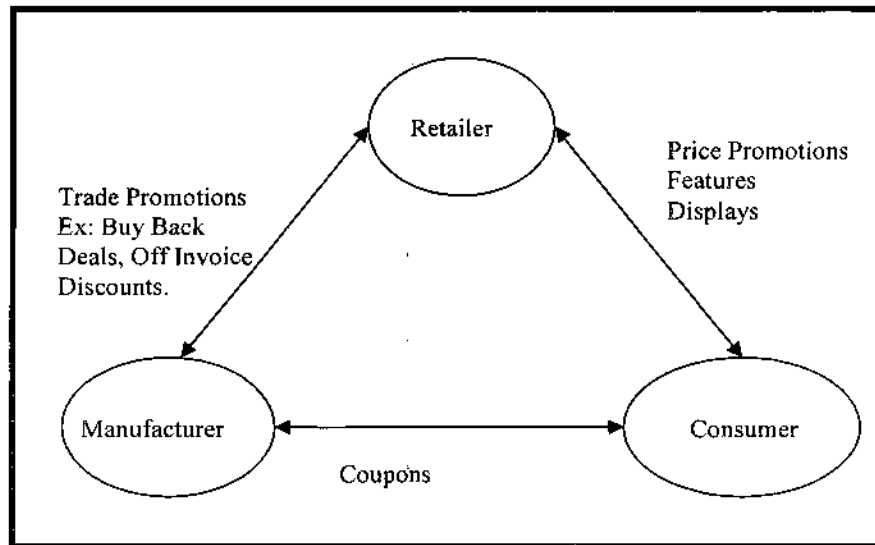 Retailer
Price Promotions
Features
Displays
Trade Promotions
Ex: Buy Back
Deals, Off Invoice
Discounts.
Manufacturer
Consumer
Coupons